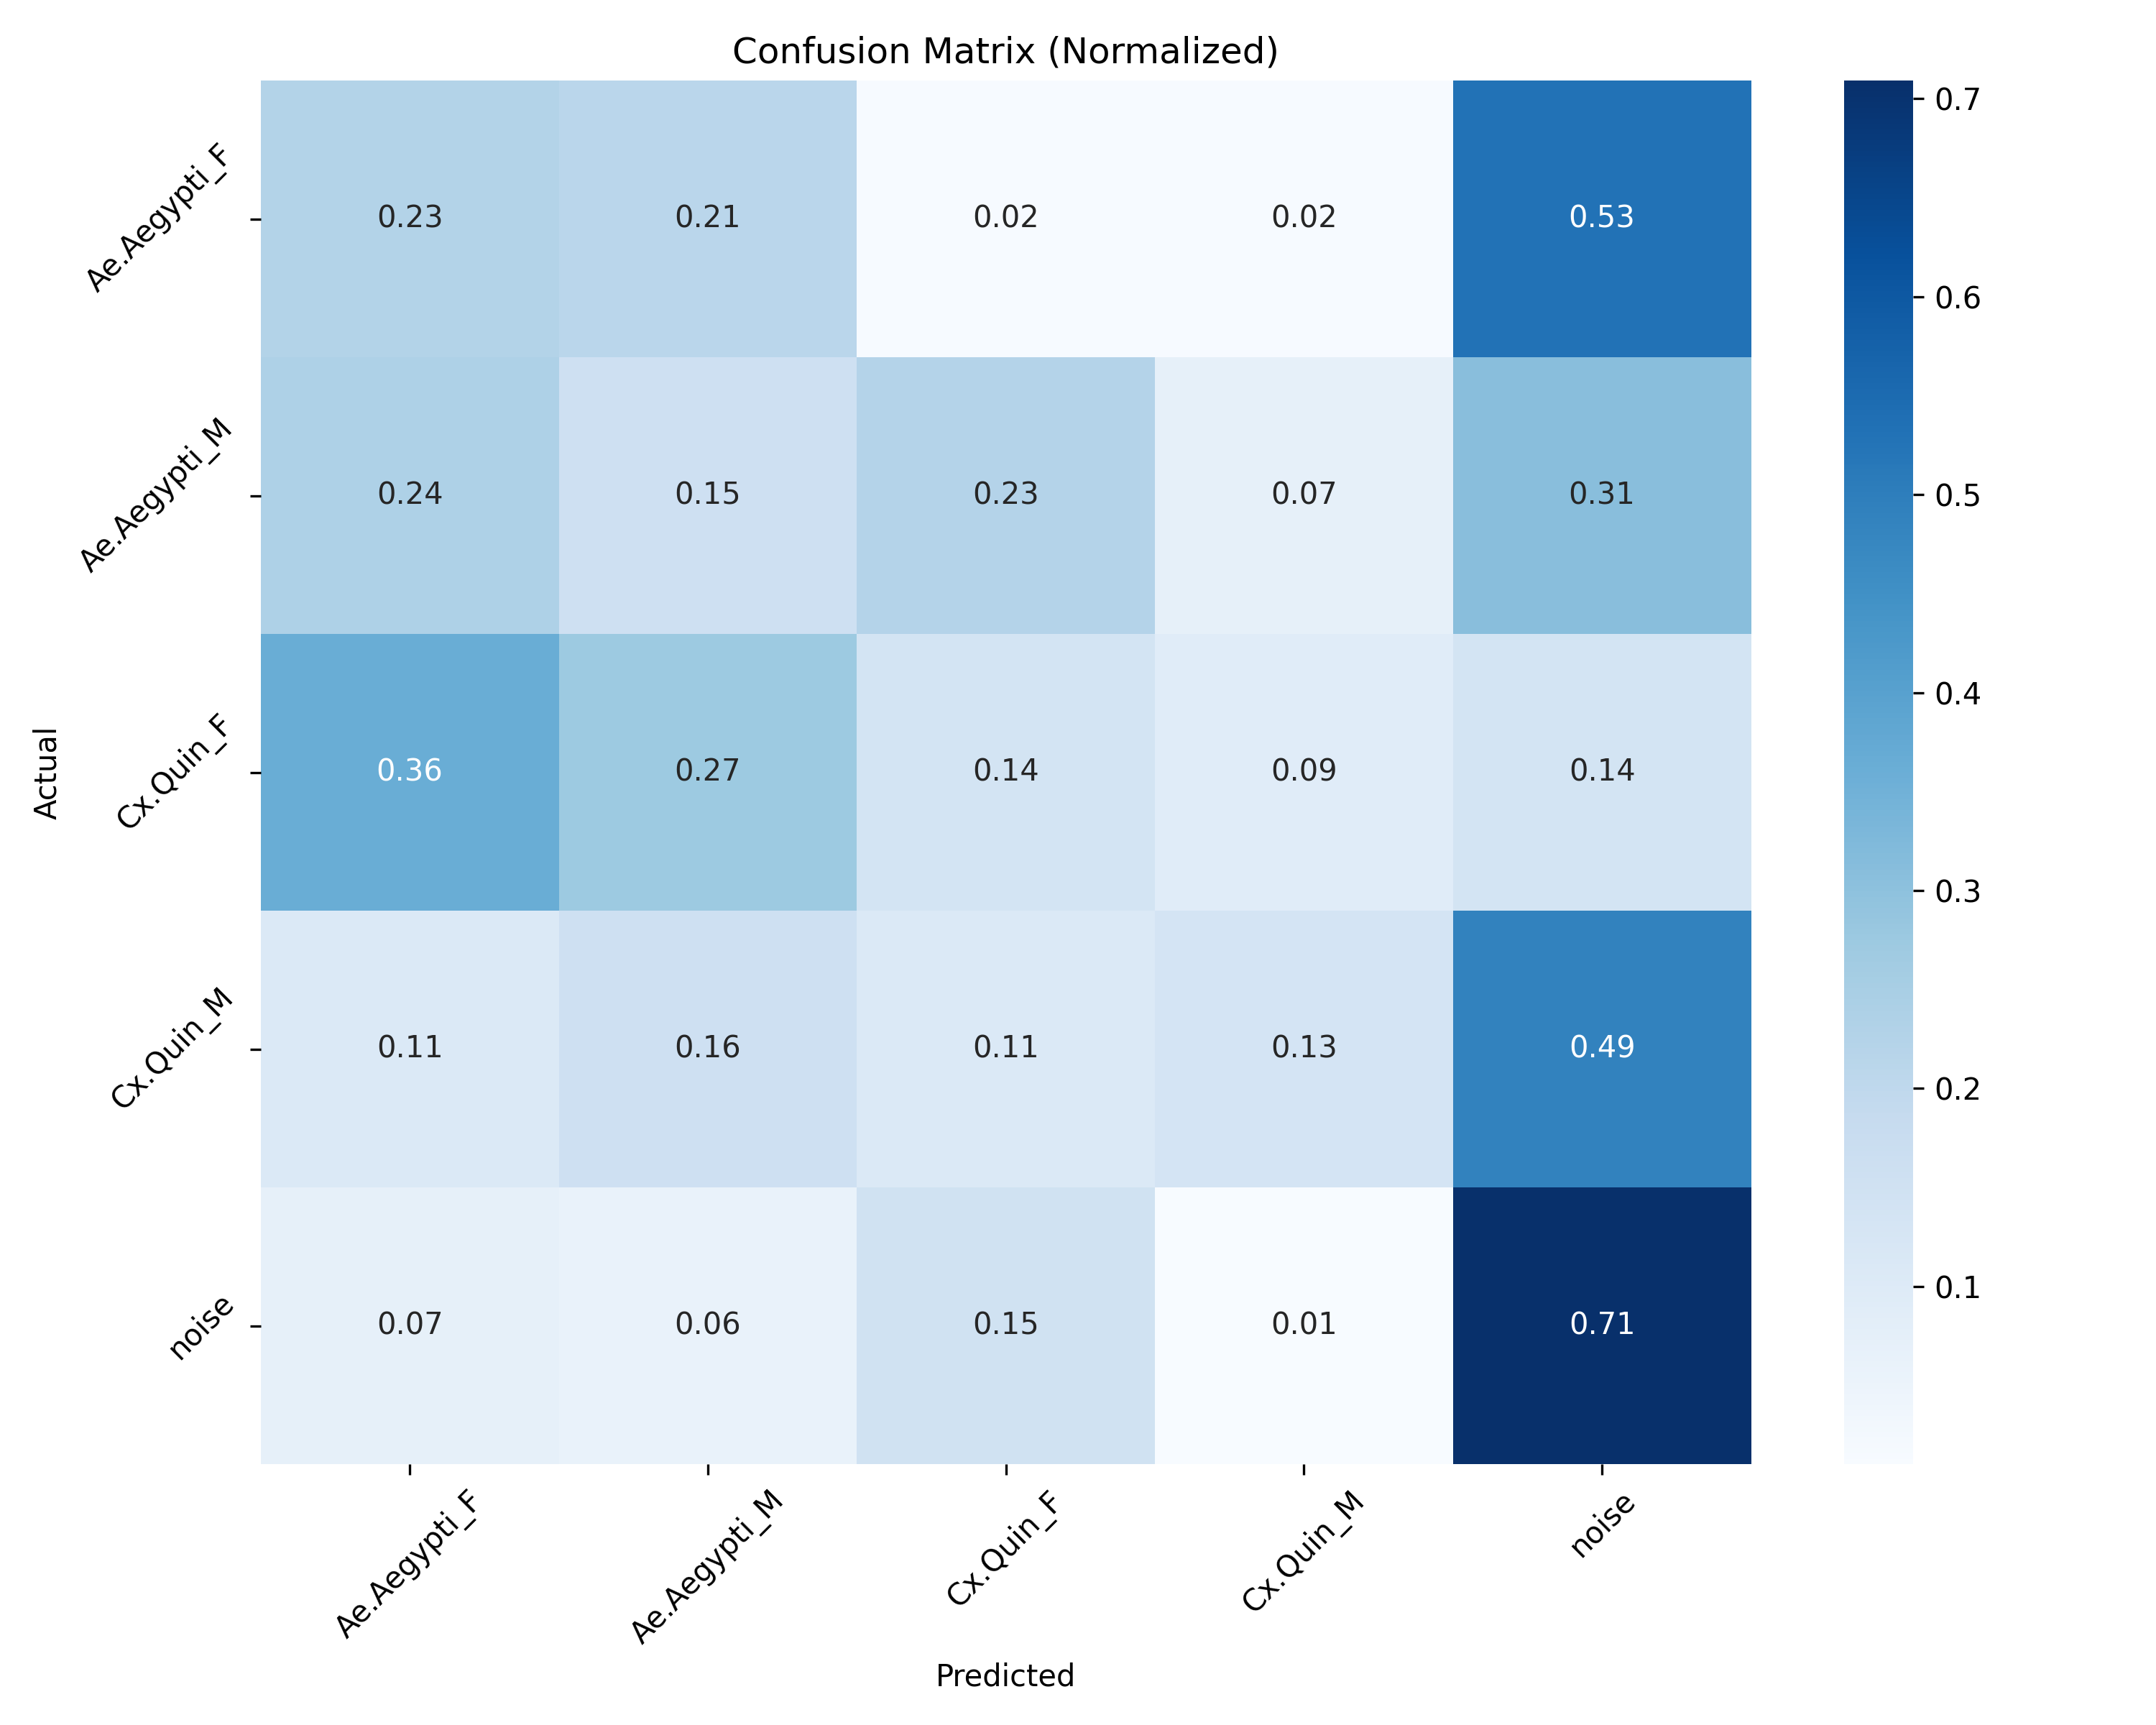 Confusion Matrix (Normalized)
Actual
Ae.Aegypti_F
0.23 0.21 0.02 0.02 0.53
Ae.Aegypti_M
0.24 0.15 0.23 0.07 0.31
Cx.Quin_F
0.36 0.27 0.14 0.09 0.14
Cx.Quin_M
0.11 0.16 0.11 0.13 0.49
noise
0.07 0.06 0.15 0.01 0.71
Ae.Aegypti_F Ae.Aegypti_M Cx.Quin_F Cx.Quin_M noise
Predicted
0.7
0.6
0.5
0.4
0.3
0.2
0.1